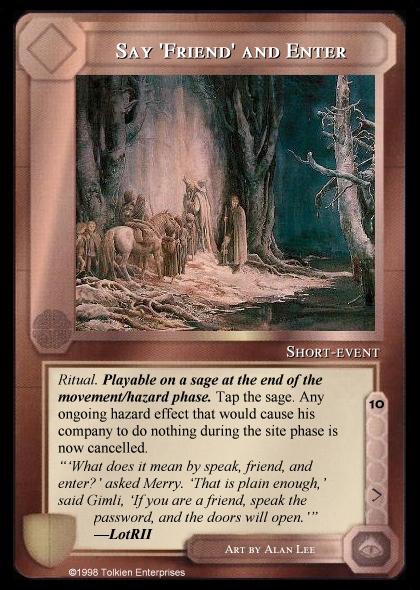 Say 'Friend' and Enter
Short-event
Ritual. Playable on a sage at the end of the
movement/hazard phase. Tap the sage. Any
ongoing hazard effect that would cause his
company to do nothing during the site phase is
now cancelled.
“‘What does it mean by speak, friend, and
enter?’ asked Merry. ‘That is plain enough,’
said Gimli, ‘If you are a friend, speak the
password, and the doors will open.’”
—LotRII
10
Art by Alan Lee
©1998 Tolkien Enterprises